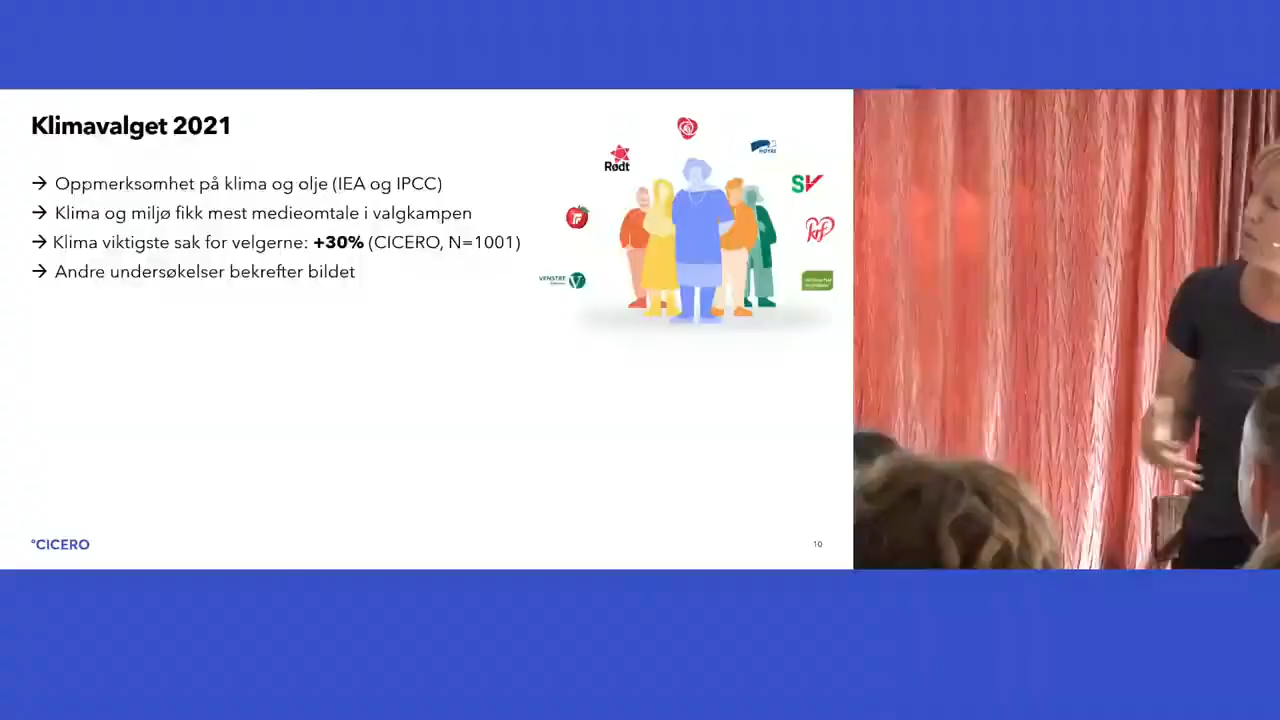 Klimavalget 2021
→ Oppmerksomhet på klima og olje (IEA og IPCC)
→ Klima og miljø fikk mest medieomtale i valgkampen
→ Klima viktigste sak for velgerne: +30% (CICERO, N=1001)
→ Andre undersøkelser bekrefter bildet
Rødt
HØYRE
SV
krf
VENSTRE
°CICERO
10